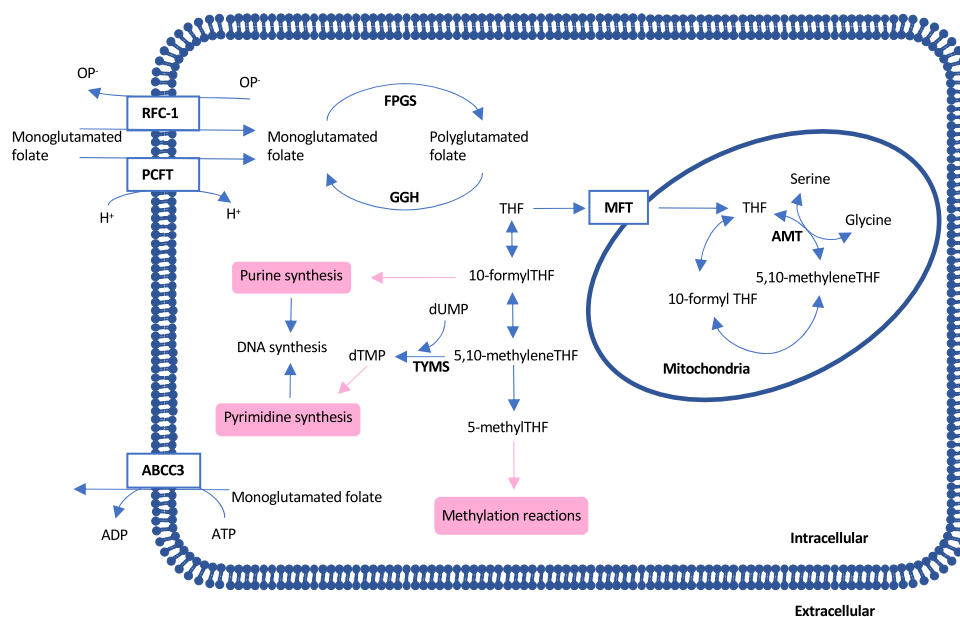 OP-
OP-
RFC-1
FPGS
Monoglutamated
folate
Monoglutamated
folate
Polyglutamated
folate
PCFT
H+
H+
GGH
THF
MFT
THF
Serine
Glycine
AMT
Purine synthesis
10-formylTHF
5,10-methyleneTHF
10-formyl THF
dUMP
DNA synthesis
dTMP
TYMS
5,10-methyleneTHF
Mitochondria
Pyrimidine synthesis
5-methylTHF
ABCC3
Monoglutamated folate
ADP
ATP
Methylation reactions
Intracellular
Extracellular